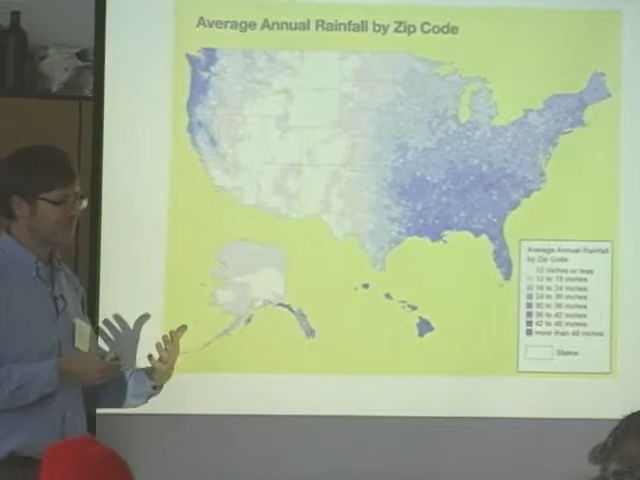 Average Annual Rainfall by Zip Code
Average Annual Rainfall
by Zip Code
12 inches or less
12 to 15 inches
16 to 24 inches
24 to 30 inches
30 to 36 inches
36 to 42 inches
42 to 48 inches
more than 48 inches
States